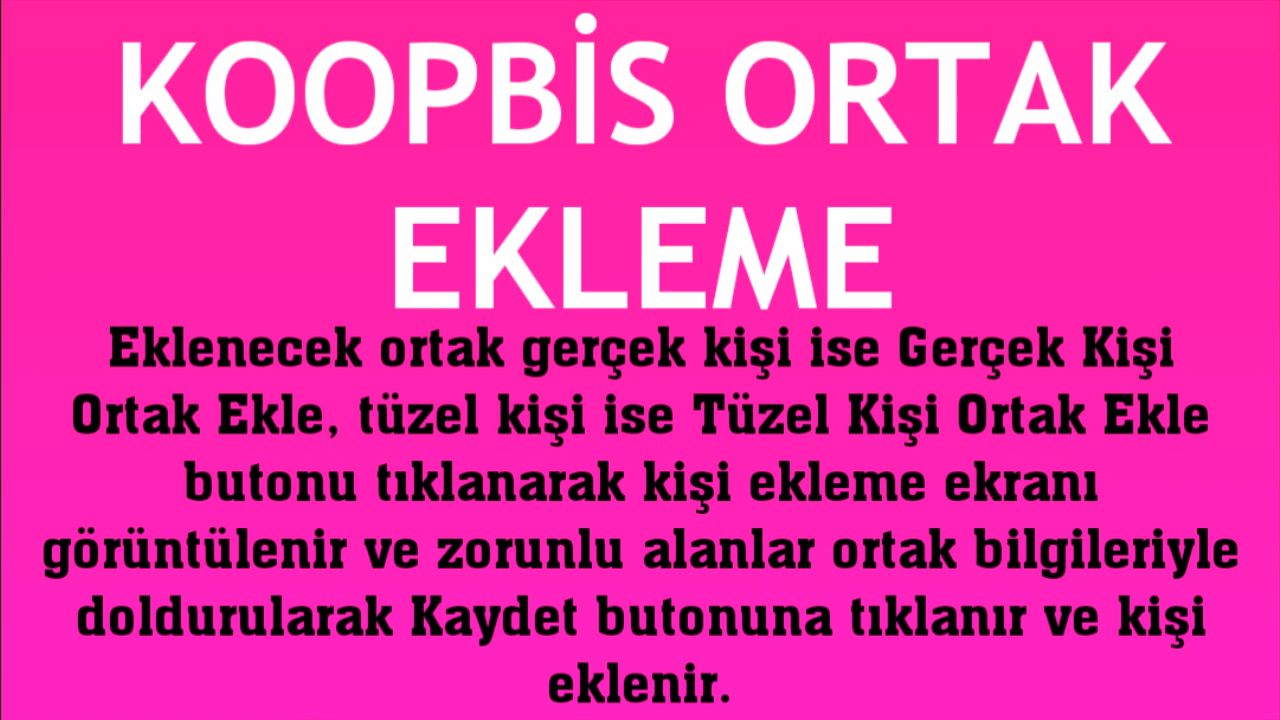 KOOPBİS ORTAK
EKLEME
Eklenecek ortak gerçek kişi ise Gerçek Kişi
Ortak Ekle, tüzel kişi ise Tüzel Kişi Ortak Ekle
butonu tıklanarak kişi ekleme ekranı
görüntülenir ve zorunlu alanlar ortak bilgileriyle
doldurularak Kaydet butonuna tıklanır ve kişi
eklenir.